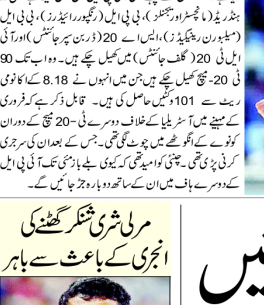 ہنڈریڈ (مانچسٹر اوریجنلز)، بی پی ایل (رنگپور رائیڈرز)، بی بی ایل
(میلبورن رینیگیڈز)، ایس اے 20 (ڈربن سپر جائنٹس) اور آئی
ایل ٹی 20 (گلف جائنٹس) میں کھیل چکے ہیں۔ وہ اب تک 90
ٹی-20 میچ کھیل چکے ہیں جن میں انہوں نے 8.18 کے اکانومی
ریٹ سے 101 وکٹیں حاصل کی ہیں۔ قابل ذکر ہے کہ فروری
کے مہینے میں آسٹریلیا کے خلاف دوسرے ٹی-20 میچ کے دوران
کونوے کے انگوٹھے میں چوٹ لگی تھی۔ جس کے بعد ان کی سرجری
کرنی پڑی تھی۔ چنئی کو امید تھی کہ کیوی بلے باز مئی تک آئی پی ایل
کے دوسرے ہاف میں ان کے ساتھ دوبارہ جڑ جائیں گے۔
مرلی شری شنکر گھٹنے کی
انجری کے باعث سے باہر
یں